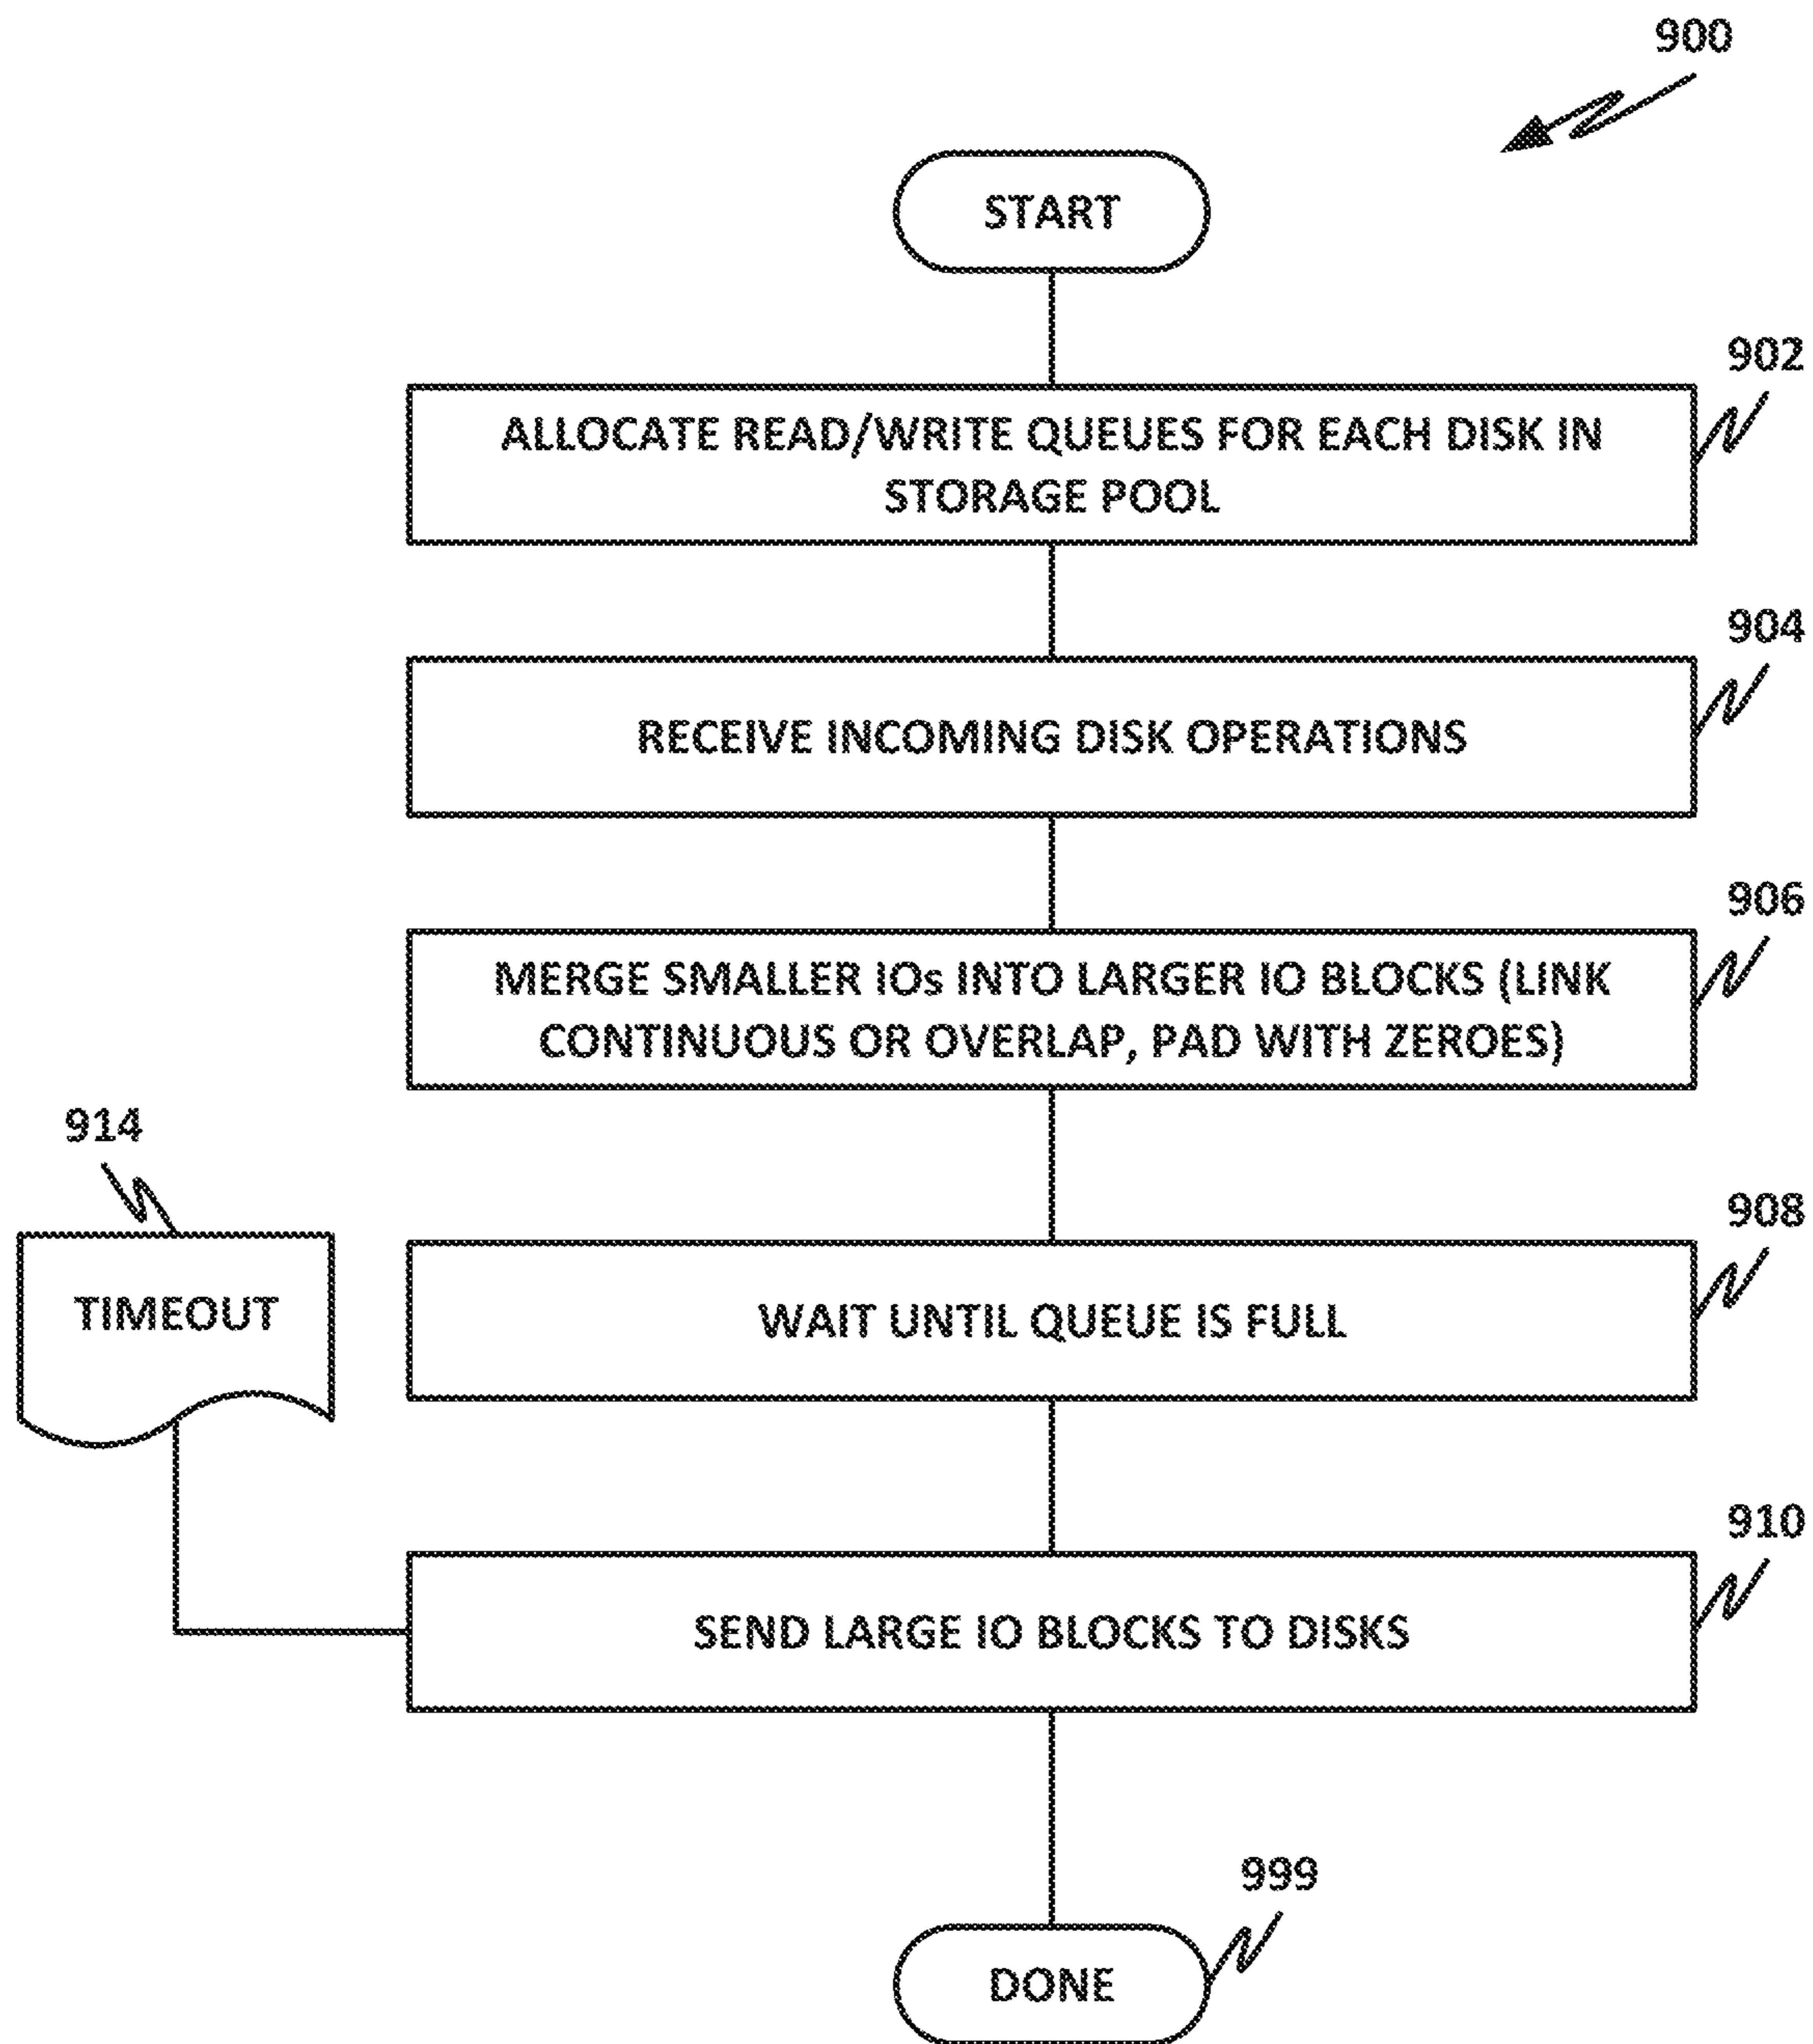 900
START
902
ALLOCATE READ/WRITE QUEUES FOR EACH DISK IN
STORAGE POOL
904
RECEIVE INCOMING DISK OPERATIONS
906
MERGE SMALLER IOs INTO LARGER IO BLOCKS (LINK
CONTINUOUS OR OVERLAP, PAD WITH ZEROES)
914
TIMEOUT
908
WAIT UNTIL QUEUE IS FULL
910
SEND LARGE IO BLOCKS TO DISKS
999
DONE